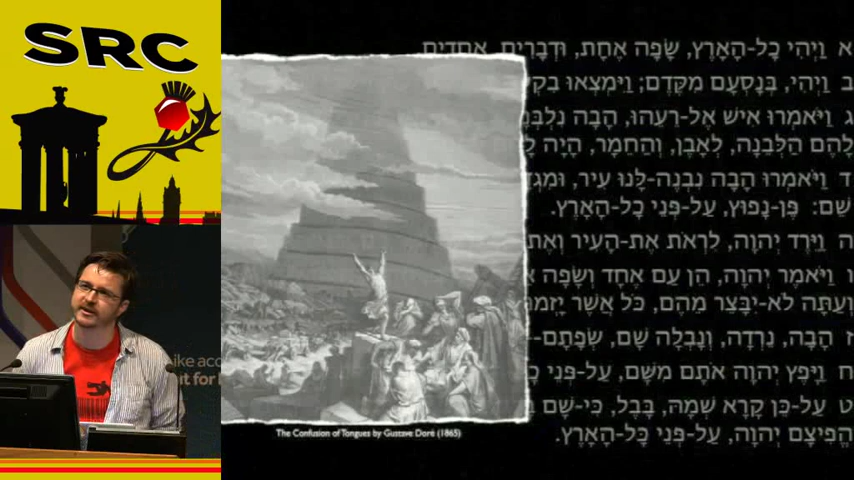 SRC
א וַיְהִי כָל-הָאָרֶץ, שָׂפָה אֶחָת, וּדְבָרִים, אֲחָדִים
ב וַיְהִי, בְּנָסְעָם מִקֶּדֶם; וַיִּמְצְאוּ
ג וַיֹּאמְרוּ אִישׁ אֶל-רֵעֵהוּ, הָבָה
לָהֶם הַלְּבֵנָה, לְאָבֶן, וְהַחֵמָר, הָיָה
ד וַיֹּאמְרוּ הָבָה נִבְנֶה-לָּנוּ עִיר,
שֵׁם: פֶּן-נָפוּץ, עַל-פְּנֵי כָל-הָאָרֶץ.
ה וַיֵּרֶד יְהוָה, לִרְאֹת אֶת-הָעִיר
ו וַיֹּאמֶר יְהוָה, הֵן עַם אֶחָד וְשָׂפָה
וְעַתָּה לֹא-יִבָּצֵר מֵהֶם, כֹּל אֲשֶׁר
ז הָבָה, נֵרְדָה, וְנָבְלָה שָׁם, שְׂפָתָם-
ח וַיָּפֶץ יְהוָה אֹתָם מִשָּׁם, עַל-פְּנֵי
ט עַל-כֵּן קָרָא שְׁמָהּ, בָּבֶל, כִּי-שָׁם
הֱפִיצָם יְהוָה, עַל-פְּנֵי כָּל-הָאָרֶץ.
The Confusion of Tongues by Gustave Doré (1865)